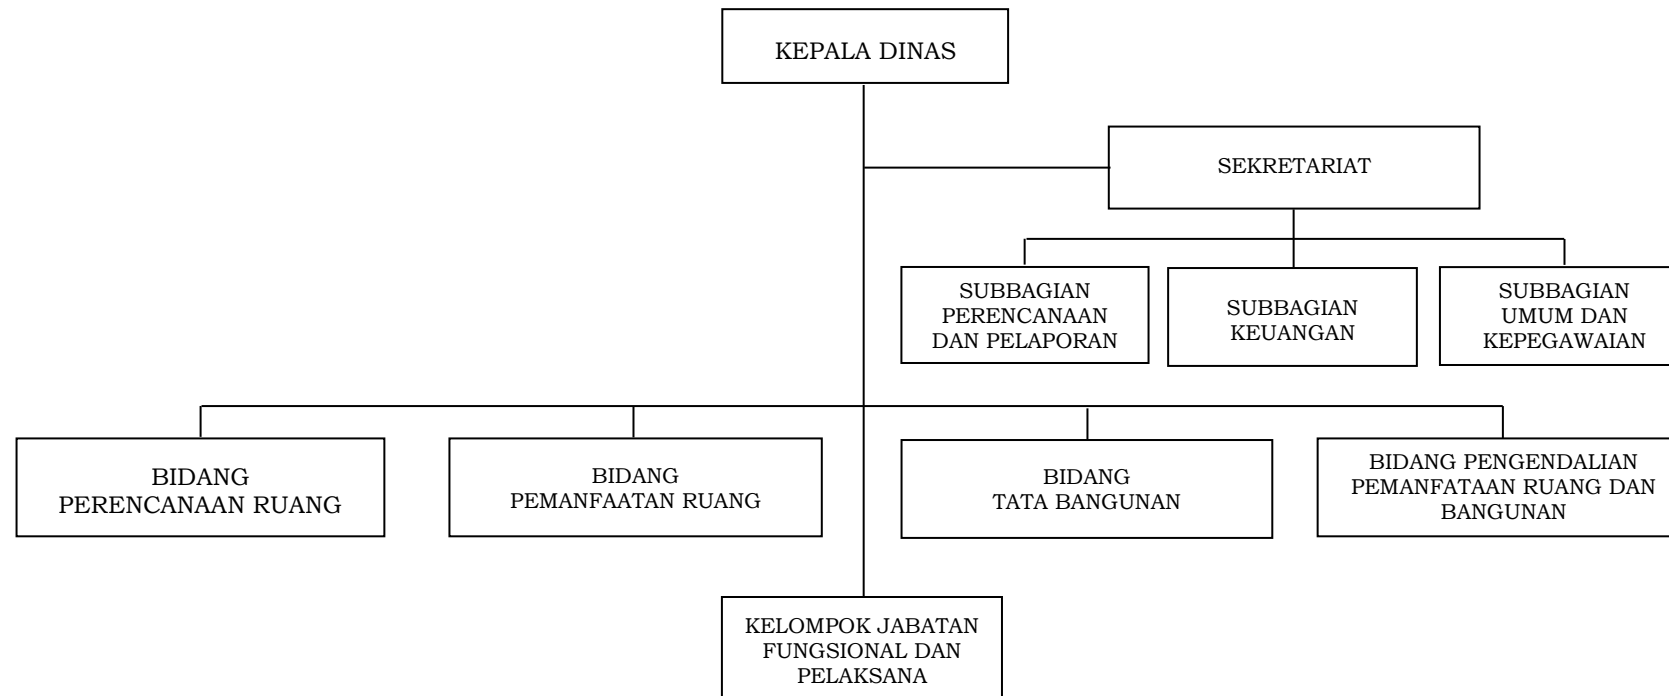 KEPALA DINAS
SEKRETARIAT
SUBBAGIAN
PERENCANAAN
DAN PELAPORAN
SUBBAGIAN
KEUANGAN
SUBBAGIAN
UMUM DAN
KEPEGAWAIAN
BIDANG
PERENCANAAN RUANG
BIDANG
PEMANFAATAN RUANG
BIDANG
TATA BANGUNAN
BIDANG PENGENDALIAN
PEMANFATAAN RUANG DAN
BANGUNAN
KELOMPOK JABATAN
FUNGSIONAL DAN
PELAKSANA